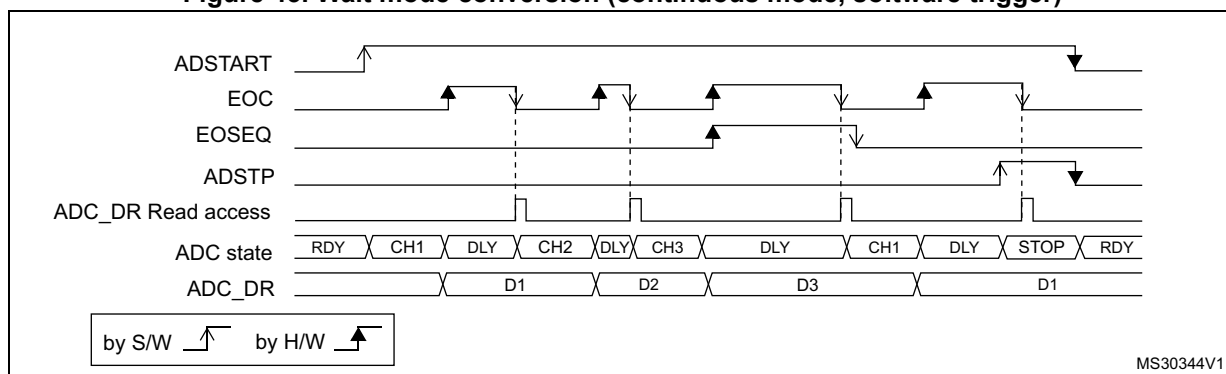 Figure Wait mode conversion (continuous mode, software trigger)
ADSTART
EOC
EOSEQ
ADSTP
ADC_DR Read access
ADC state RDY CH1 DLY CH2 DLY CH3 DLY CH1 DLY STOP RDY
ADC_DR D1 D2 D3 D1
by S/W by H/W
MS30344V1